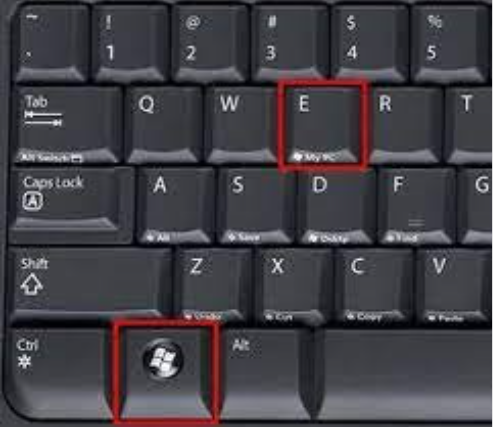 ~ ! @ # $ %
` 1 2 3 4 5
Tab Q W E R T
Alt Switch My PC
Caps Lock A S D F G
A
All Save Utility Find
Shift Z X C V
Undo Cut Copy Paste
Ctrl Alt